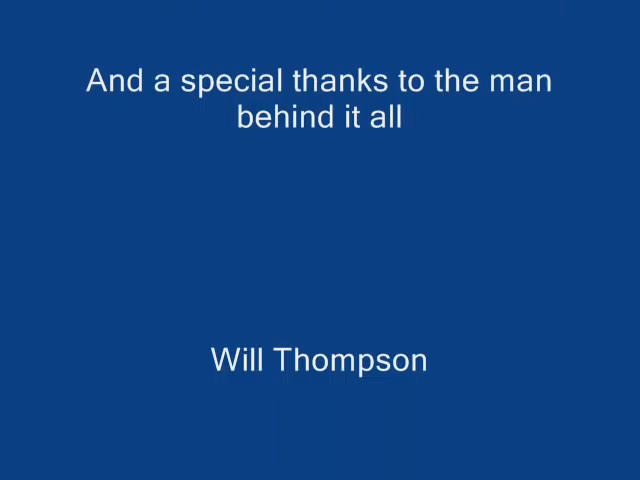 And a special thanks to the man
behind it all
Will Thompson